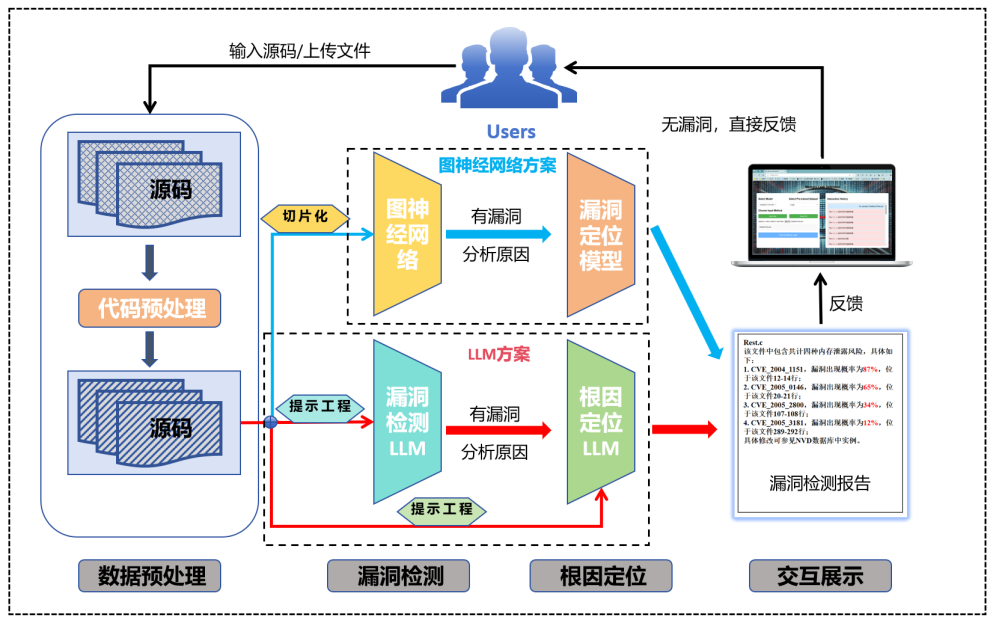 输入源码/上传文件
Users
无漏洞，直接反馈
源码
代码预处理
源码
切片化
图神经网络方案
图神
经网
络
有漏洞
分析原因
漏洞
定位
模型
LLM方案
提示工程
漏洞
检测
LLM
有漏洞
分析原因
根因
定位
LLM
提示工程
反馈
Rest.c
该文件中包含共计四种内存泄露风险，具体如
下：
1. CVE_2004_1151，漏洞出现概率为87%，位
于该文件12-14行；
2. CVE_2005_0146，漏洞出现概率为65%，位
于该文件20-21行；
3. CVE_2005_2800，漏洞出现概率为34%，位
于该文件107-108行；
4. CVE_2005_3181，漏洞出现概率为12%，位
于该文件289-292行；
具体修改可参见NVD数据库中实例。
漏洞检测报告
数据预处理
漏洞检测
根因定位
交互展示